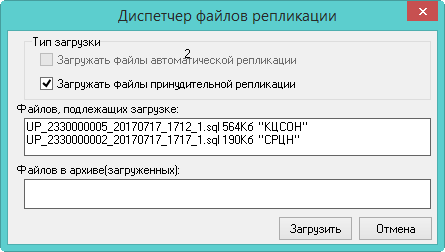 Диспетчер файлов репликации
Тип загрузки
2
Загружать файлы автоматической репликации
Загружать файлы принудительной репликации
Файлов, подлежащих загрузке:
UP_2330000005_20170717_1712_1.sql 564Кб "КЦСОН"
UP_2330000002_20170717_1717_1.sql 190Кб "СРЦН"
Файлов в архиве(загруженных):
Загрузить
Отмена